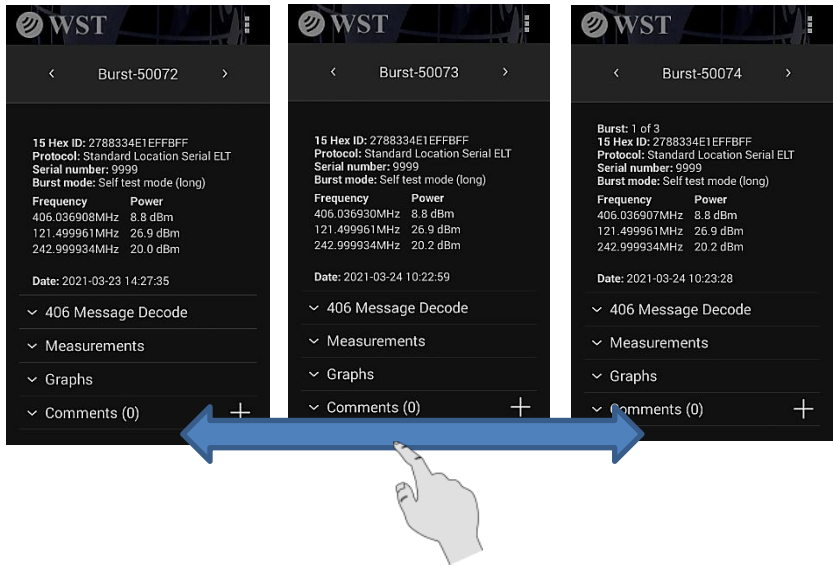 WST
Burst-50072
15 Hex ID: 2788334E1EFFBFF
Protocol: Standard Location Serial ELT
Serial number: 9999
Burst mode: Self test mode (long)
Frequency Power
406.036908MHz 8.8 dBm
121.499961MHz 26.9 dBm
242.999934MHz 20.0 dBm
Date: 2021-03-23 14:27:35
406 Message Decode
Measurements
Graphs
Comments (0)
WST
Burst-50073
15 Hex ID: 2788334E1EFFBFF
Protocol: Standard Location Serial ELT
Serial number: 9999
Burst mode: Self test mode (long)
Frequency Power
406.036930MHz 8.8 dBm
121.499961MHz 26.9 dBm
242.999934MHz 20.2 dBm
Date: 2021-03-24 10:22:59
406 Message Decode
Measurements
Graphs
Comments (0)
WST
Burst-50074
Burst: 1 of 3
15 Hex ID: 2788334E1EFFBFF
Protocol: Standard Location Serial ELT
Serial number: 9999
Burst mode: Self test mode (long)
Frequency Power
406.036907MHz 8.8 dBm
121.499961MHz 26.9 dBm
242.999934MHz 20.2 dBm
Date: 2021-03-24 10:23:28
406 Message Decode
Measurements
Graphs
Comments (0)